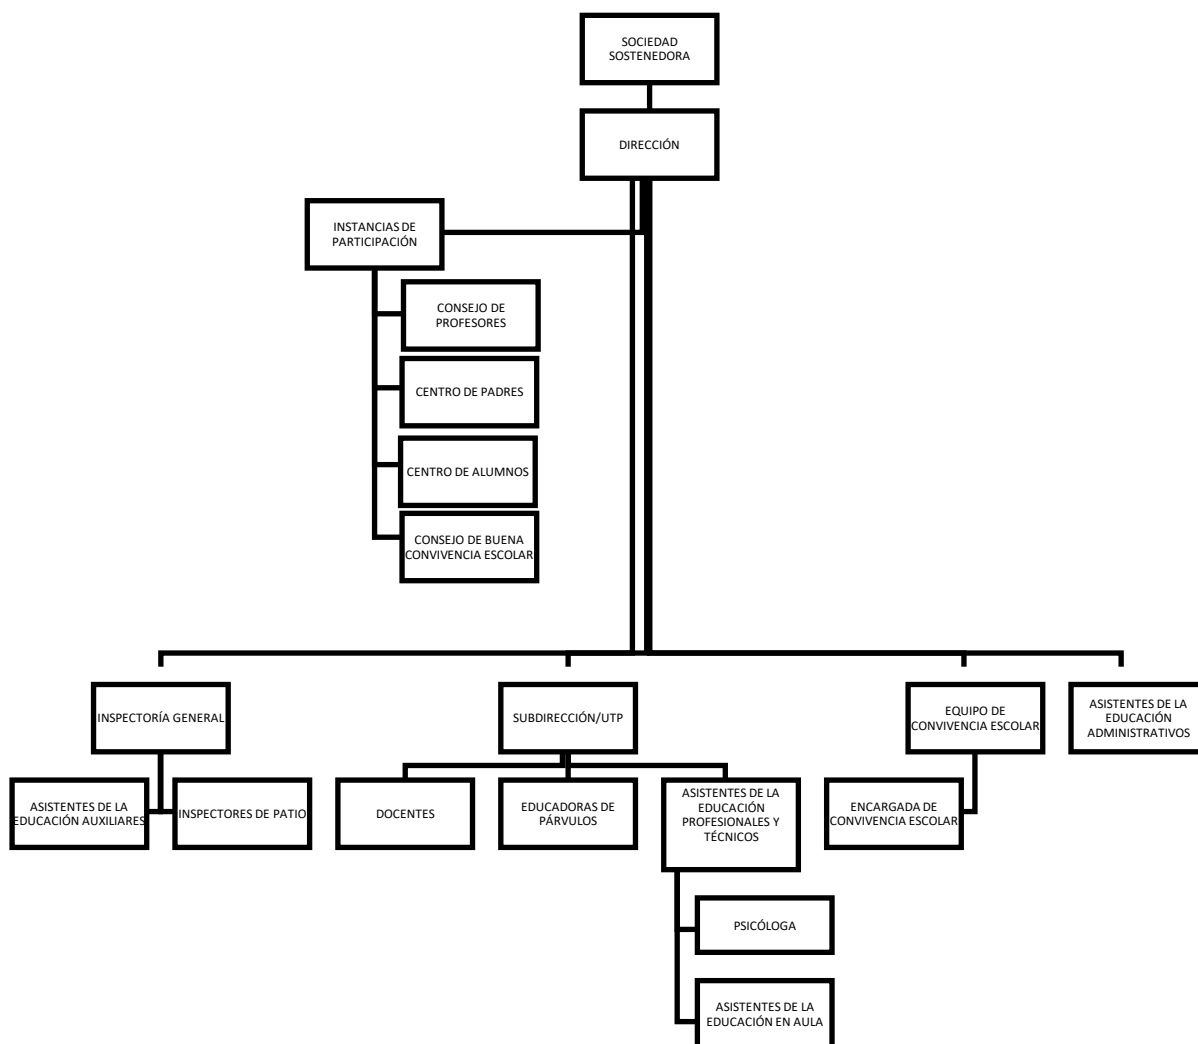 SOCIEDAD
SOSTENEDORA
DIRECCIÓN
INSTANCIAS DE
PARTICIPACIÓN
CONSEJO DE
PROFESORES
CENTRO DE PADRES
CENTRO DE ALUMNOS
CONSEJO DE BUENA
CONVIVENCIA ESCOLAR
INSPECTORÍA GENERAL
SUBDIRECCIÓN/UTP
EQUIPO DE
CONVIVENCIA ESCOLAR
ASISTENTES DE LA
EDUCACIÓN
ADMINISTRATIVOS
ASISTENTES DE LA
EDUCACIÓN AUXILIARES
INSPECTORES DE PATIO
DOCENTES
EDUCADORAS DE
PÁRVULOS
ASISTENTES DE LA
EDUCACIÓN
PROFESIONALES Y
TÉCNICOS
ENCARGADA DE
CONVIVENCIA ESCOLAR
PSICÓLOGA
ASISTENTES DE LA
EDUCACIÓN EN AULA